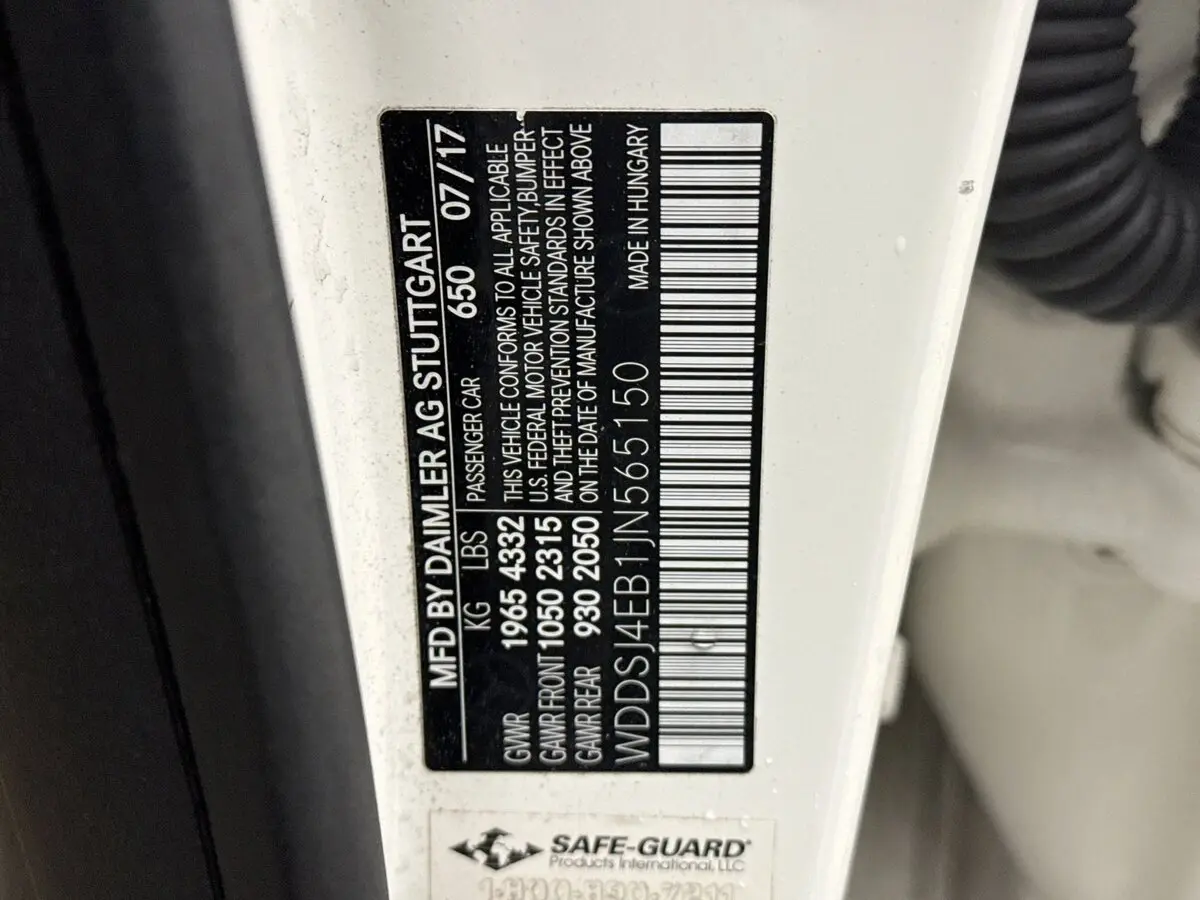 MFD BY DAIMLER AG STUTTGART
KG LBS PASSENGER CAR 650 07/17
GVWR 1965 4332 THIS VEHICLE CONFORMS TO ALL APPLICABLE
GAWR FRONT 1050 2315 U.S. FEDERAL MOTOR VEHICLE SAFETY, BUMPER
AND THEFT PREVENTION STANDARDS IN EFFECT
GAWR REAR 930 2050 ON THE DATE OF MANUFACTURE SHOWN ABOVE
WDDSJ4EB1JN565150 MADE IN HUNGARY
SAFE-GUARD®
Products International, LLC